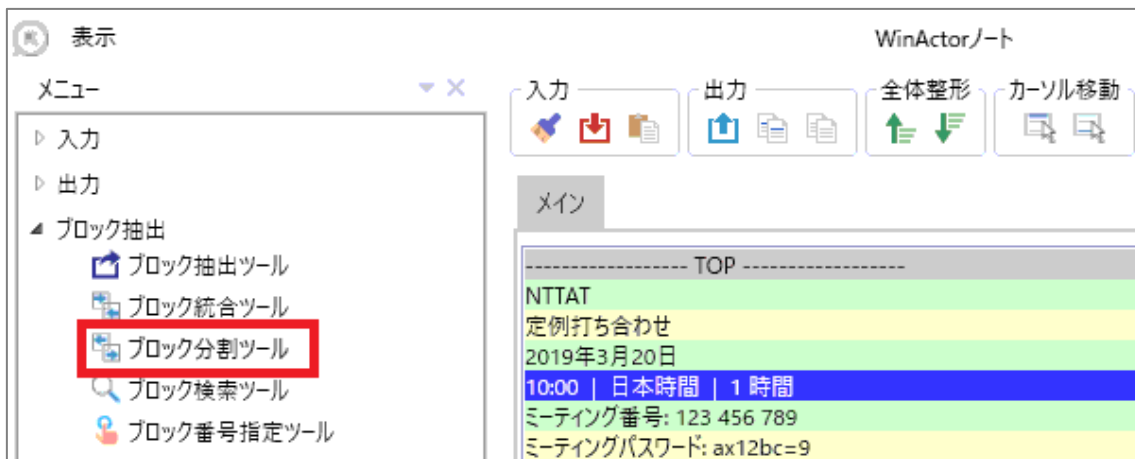 表示
WinActorノート
メニュー
入力
出力
ブロック抽出
ブロック抽出ツール
ブロック統合ツール
ブロック分割ツール
ブロック検索ツール
ブロック番号指定ツール
入力
出力
全体整形
カーソル移動
メイン
------------------ TOP ------------------
NTTAT
定例打ち合わせ
2019年3月20日
10:00 | 日本時間 | 1 時間
ミーティング番号: 123 456 789
ミーティングパスワード: ax12bc=9